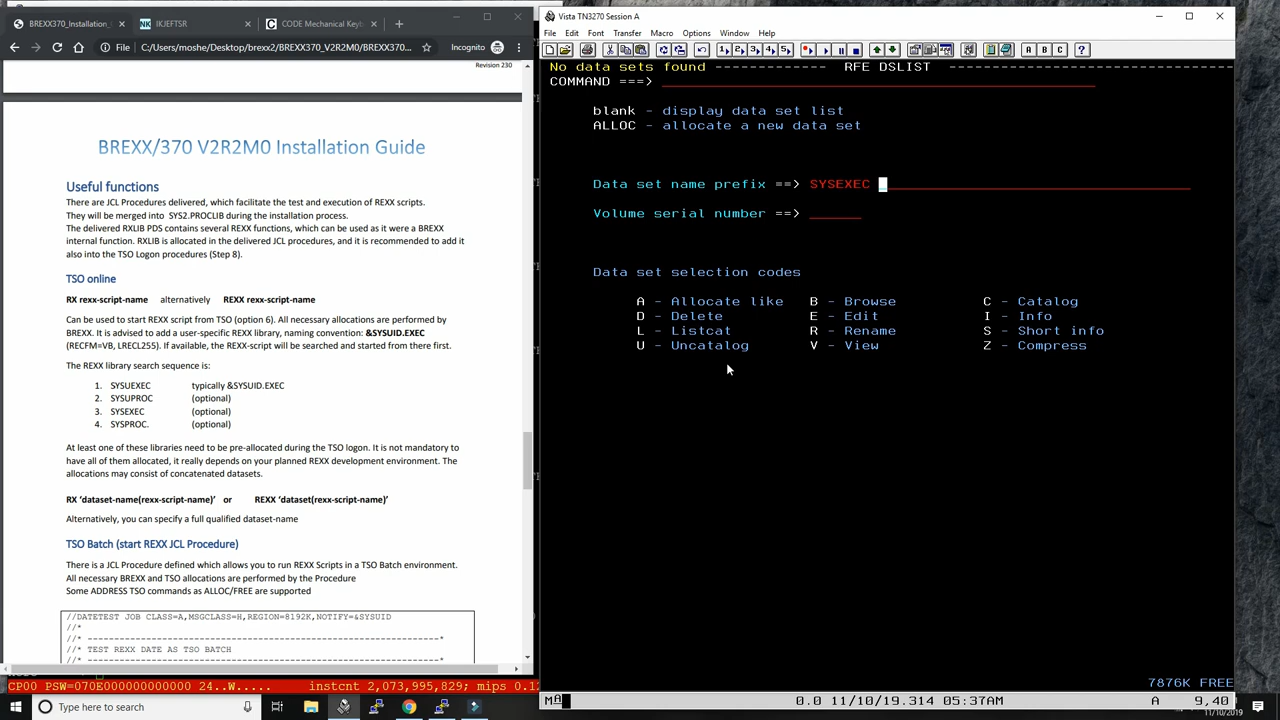 BREXX370_Installation_
IKJEFTSR
CODE Mechanical Key
File
C:/Users/moshe/Desktop/brexx2/BREXX370_V2R2M0/BREXX370...
Incognito
Revision 230
BREXX/370 V2R2M0 Installation Guide
Useful functions
There are JCL Procedures delivered, which facilitate the test and execution of REXX scripts.
They will be merged into SYS2.PROCLIB during the installation process.
The delivered RXLIB PDS contains several REXX functions, which can be used as it were a BREXX
internal function. RXLIB is allocated in the delivered JCL procedures, and it is recommended to add it
also into the TSO Logon procedures (Step 8).
TSO online
RX rexx-script-name alternatively REXX rexx-script-name
Can be used to start REXX script from TSO (option 6). All necessary allocations are performed by
BREXX. It is advised to add a user-specific REXX library, naming convention: &SYSUID.EXEC
(RECFM=VB, LRECL255). If available, the REXX-script will be searched and started from there first.
The REXX library search sequence is:
1. SYSUEXEC typically &SYSUID.EXEC
2. SYSUPROC (optional)
3. SYSEXEC (optional)
4. SYSPROC. (optional)
At least one of these libraries need to be pre-allocated during the TSO logon. It is not mandatory to
have all of them allocated, it really depends on your planned REXX development environment. The
allocations may consist of concatenated datasets.
RX 'dataset-name(rexx-script-name)' or REXX 'dataset(rexx-script-name)'
Alternatively, you can specify a full qualified dataset-name
TSO Batch (start REXX JCL Procedure)
There is a JCL Procedure defined which allows you to run REXX Scripts in a TSO Batch environment.
All necessary BREXX and TSO allocations are performed by the Procedure
Some ADDRESS TSO commands as ALLOC/FREE are supported
//DATETEST JOB CLASS=A,MSGCLASS=H,REGION=8192K,NOTIFY=&SYSUID
//*
//* -----------------------------------------------------------------*
//* TEST REXX DATE AS TSO BATCH
//* -----------------------------------------------------------------*
CP00 PSW=070E000000000000 24..W..... instcnt 2,073,995,829; mips 0.1
Type here to search
Vista TN3270 Session A
File Edit Font Transfer Macro Options Window Help
1 2 3 4 5 A B C ?
No data sets found ------------- RFE DSLIST ---------------------------------
COMMAND ===>
blank - display data set list
ALLOC - allocate a new data set
Data set name prefix ==> SYSEXEC
Volume serial number ==>
Data set selection codes
A - Allocate like B - Browse C - Catalog
D - Delete E - Edit I - Info
L - Listcat R - Rename S - Short info
U - Uncatalog V - View Z - Compress
7876K FREE
MA 0.0 11/10/19.314 05:37AM A 9,40
11/10/2019